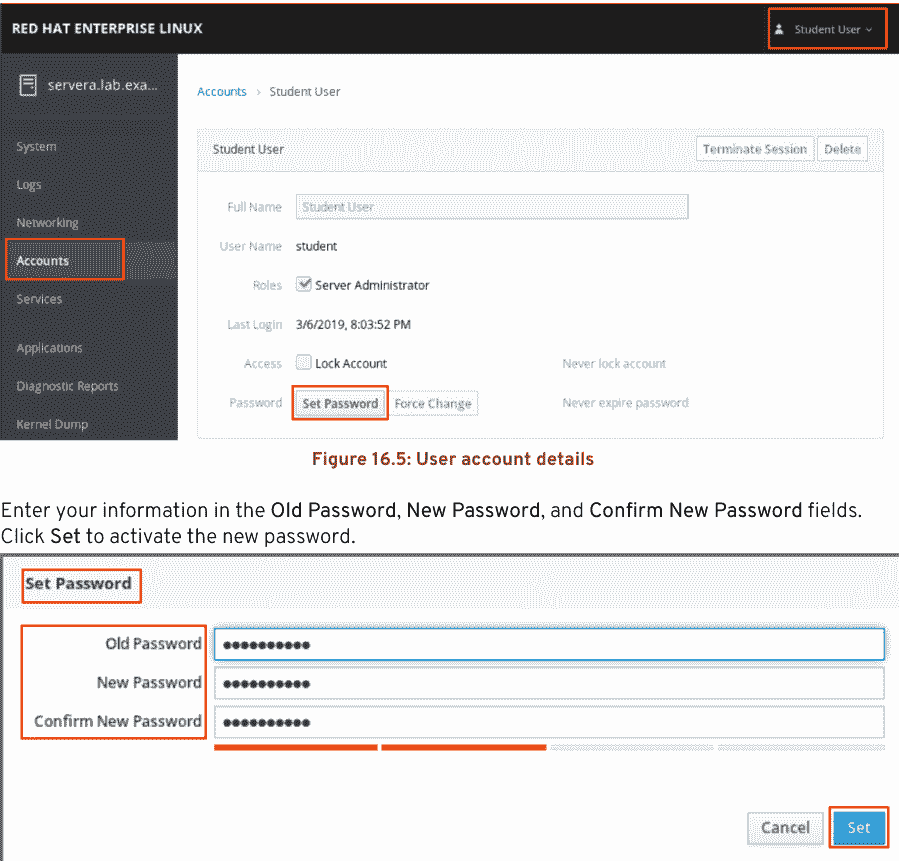 RED HAT ENTERPRISE LINUX
Student User
servera.lab.exa...
Accounts › Student User
System
Logs
Networking
Accounts
Services
Applications
Diagnostic Reports
Kernel Dump
Student User
Terminate Session
Delete
Full Name Student User
User Name student
Roles Server Administrator
Last Login 3/6/2019, 8:03:52 PM
Access Lock Account Never lock account
Password Set Password Force Change Never expire password
Figure 16.5: User account details
Enter your information in the Old Password, New Password, and Confirm New Password fields.
Click Set to activate the new password.
Set Password
Old Password ••••••••••
New Password ••••••••••
Confirm New Password ••••••••••
Cancel Set